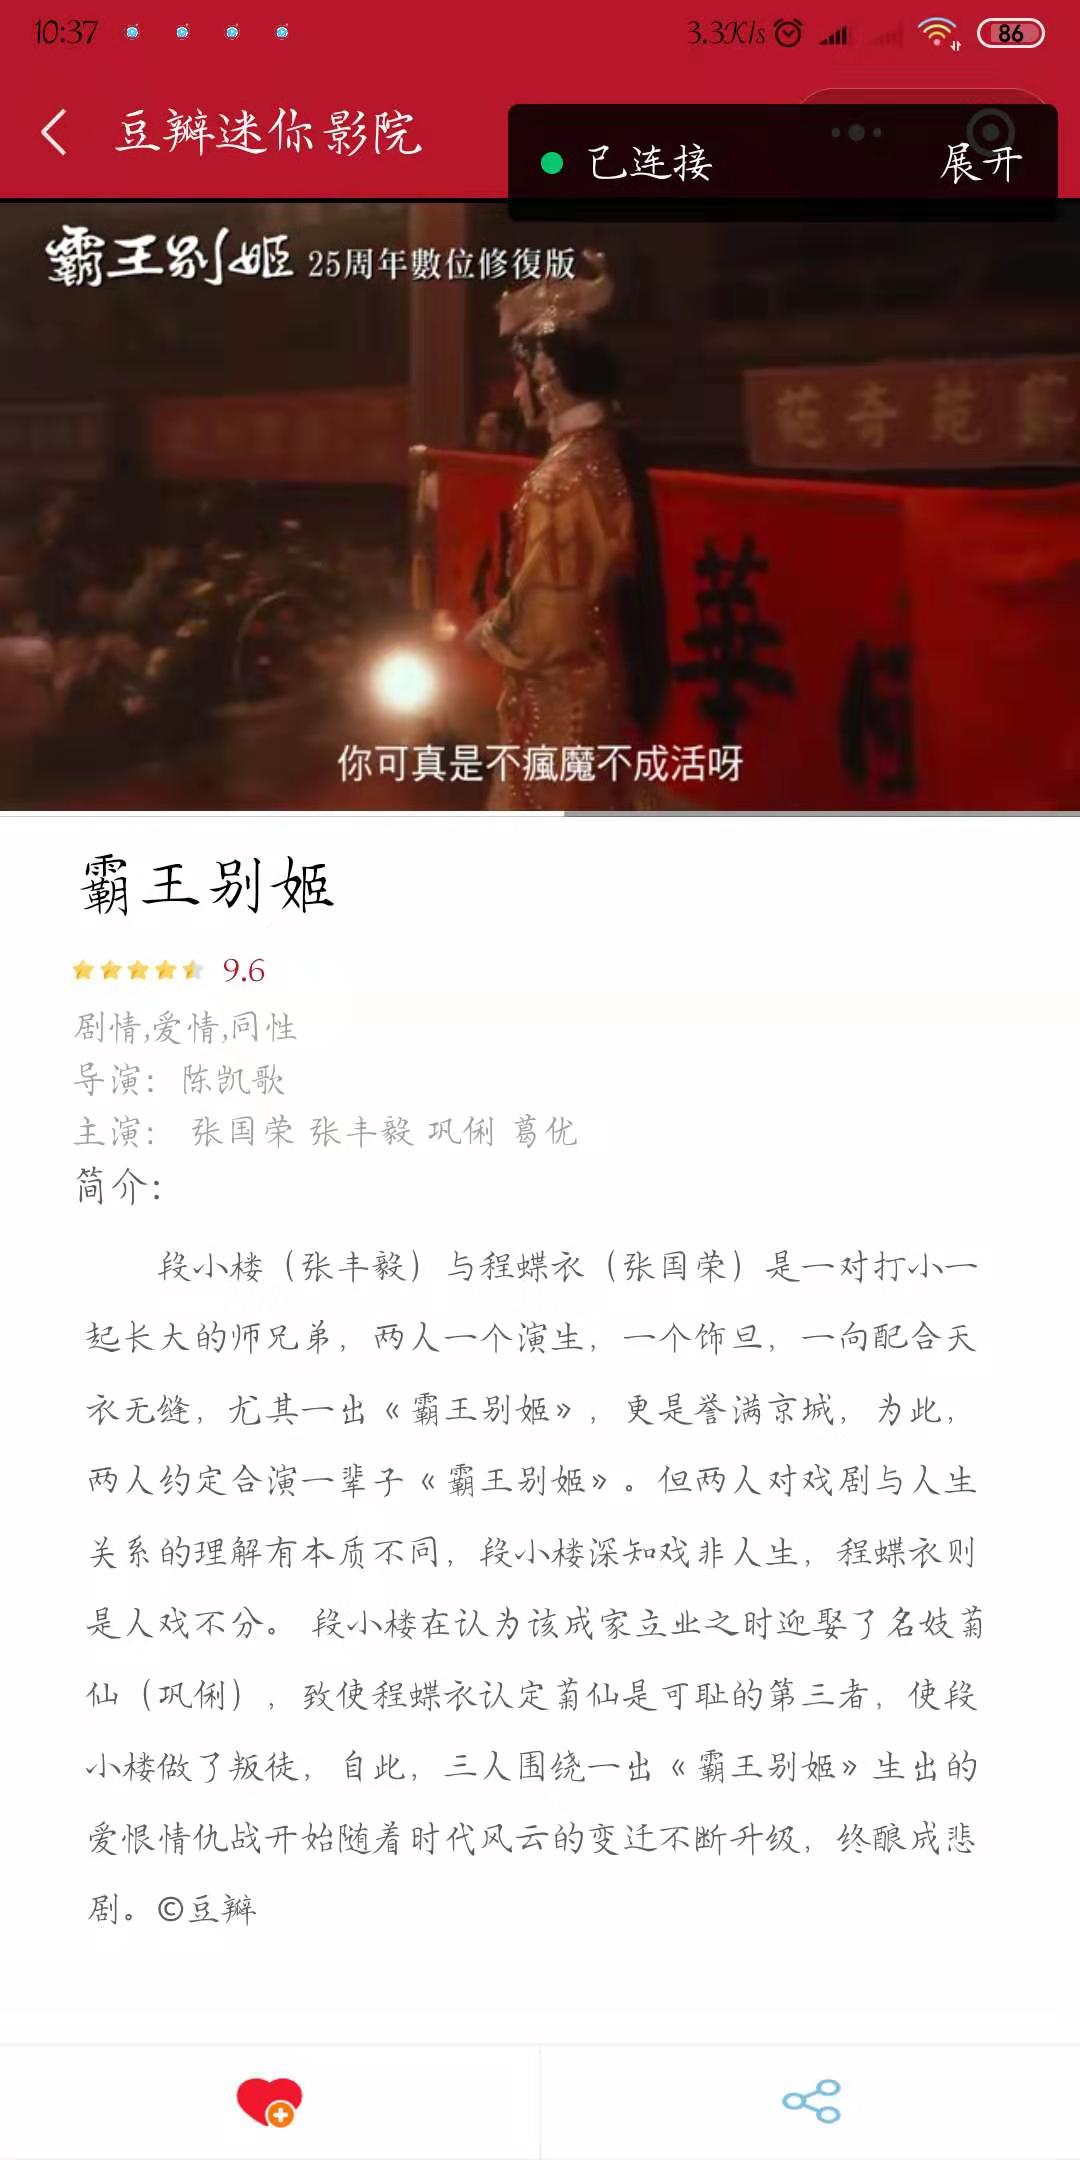 10:37
3.3K/s
86
豆瓣迷你影院
已连接
展开
霸王别姬 25周年數位修復版
華
你可真是不瘋魔不成活呀
霸王别姬
9.6
剧情,爱情,同性
导演：陈凯歌
主演： 张国荣 张丰毅 巩俐 葛优
简介：
段小楼（张丰毅）与程蝶衣（张国荣）是一对打小一
起长大的师兄弟，两人一个演生，一个饰旦，一向配合天
衣无缝，尤其一出《霸王别姬》，更是誉满京城，为此，
两人约定合演一辈子《霸王别姬》。但两人对戏剧与人生
关系的理解有本质不同，段小楼深知戏非人生，程蝶衣则
是人戏不分。 段小楼在认为该成家立业之时迎娶了名妓菊
仙（巩俐），致使程蝶衣认定菊仙是可耻的第三者，使段
小楼做了叛徒，自此，三人围绕一出《霸王别姬》生出的
爱恨情仇战开始随着时代风云的变迁不断升级，终酿成悲
剧。©豆瓣